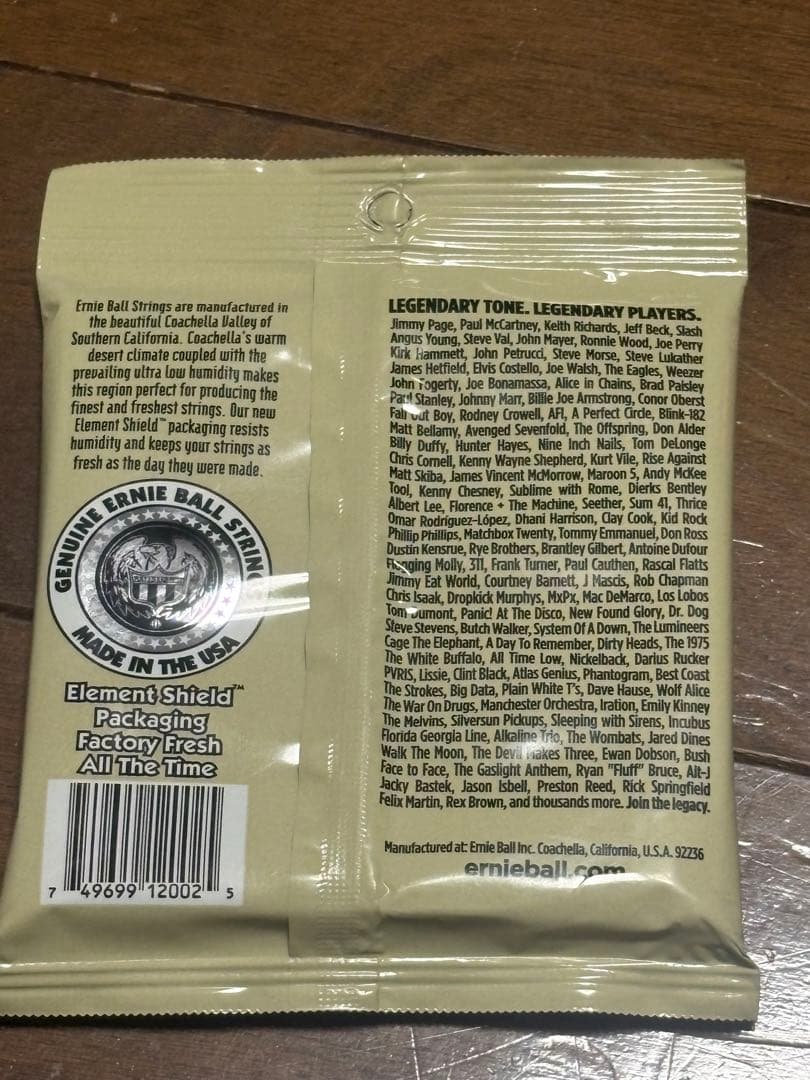 Ernie Ball Strings are manufactured in
the beautiful Coachella Valley of
Southern California. Coachella's warm
desert climate coupled with the
prevailing ultra low humidity makes
this region perfect for producing the
finest and freshest strings. Our new
Element Shield™ packaging resists
humidity and keeps your strings as
fresh as the day they were made.
GENUINE ERNIE BALL STRING
MADE IN THE USA
Element Shield™
Packaging
Factory Fresh
All The Time
7 49699 12002 5
LEGENDARY TONE. LEGENDARY PLAYERS.
Jimmy Page, Paul McCartney, Keith Richards, Jeff Beck, Slash
Angus Young, Steve Vai, John Mayer, Ronnie Wood, Joe Perry
Kirk Hammett, John Petrucci, Steve Morse, Steve Lukather
James Hetfield, Elvis Costello, Joe Walsh, The Eagles, Weezer
John Fogerty, Joe Bonamassa, Alice in Chains, Brad Paisley
Paul Stanley, Johnny Marr, Billie Joe Armstrong, Conor Oberst
Fall Out Boy, Rodney Crowell, AFI, A Perfect Circle, Blink-182
Matt Bellamy, Avenged Sevenfold, The Offspring, Don Alder
Billy Duffy, Hunter Hayes, Nine Inch Nails, Tom DeLonge
Chris Cornell, Kenny Wayne Shepherd, Kurt Vile, Rise Against
Matt Skiba, James Vincent McMorrow, Maroon 5, Andy McKee
Tool, Kenny Chesney, Sublime with Rome, Dierks Bentley
Albert Lee, Florence + The Machine, Seether, Sum 41, Thrice
Omar Rodríguez-López, Dhani Harrison, Clay Cook, Kid Rock
Phillip Phillips, Matchbox Twenty, Tommy Emmanuel, Don Ross
Dustin Kensrue, Rye Brothers, Brantley Gilbert, Antoine Dufour
Flogging Molly, 311, Frank Turner, Paul Cauthen, Rascal Flatts
Jimmy Eat World, Courtney Barnett, J Mascis, Rob Chapman
Chris Isaak, Dropkick Murphys, MxPx, Mac DeMarco, Los Lobos
Tom Dumont, Panic! At The Disco, New Found Glory, Dr. Dog
Steve Stevens, Butch Walker, System Of A Down, The Lumineers
Cage The Elephant, A Day To Remember, Dirty Heads, The 1975
The White Buffalo, All Time Low, Nickelback, Darius Rucker
PVRIS, Lissie, Clint Black, Atlas Genius, Phantogram, Best Coast
The Strokes, Big Data, Plain White T's, Dave Hause, Wolf Alice
The War On Drugs, Manchester Orchestra, Iration, Emily Kinney
The Melvins, Silversun Pickups, Sleeping with Sirens, Incubus
Florida Georgia Line, Alkaline Trio, The Wombats, Jared Dines
Walk The Moon, The Devil Makes Three, Ewan Dobson, Bush
Face to Face, The Gaslight Anthem, Ryan "Fluff" Bruce, Alt-J
Jacky Bastek, Jason Isbell, Preston Reed, Rick Springfield
Felix Martin, Rex Brown, and thousands more. Join the legacy.
Manufactured at: Ernie Ball Inc. Coachella, California, U.S.A. 92236
ernieball.com